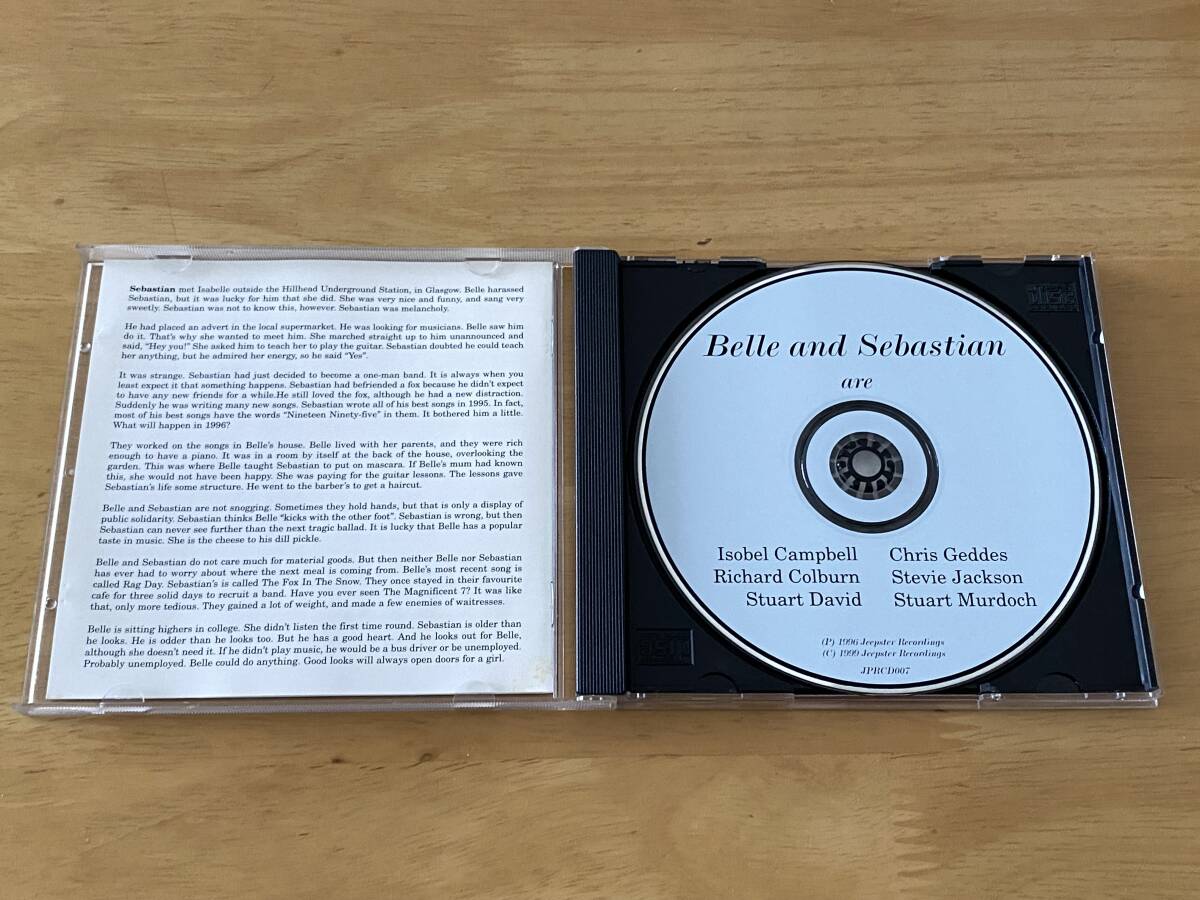 Sebastian met Isabelle outside the Hillhead Underground Station, in Glasgow. Belle harassed
Sebastian, but it was lucky for him that she did. She was very nice and funny, and sang very
sweetly. Sebastian was not to know this, however. Sebastian was melancholy.
He had placed an advert in the local supermarket. He was looking for musicians. Belle saw him
do it. That's why she wanted to meet him. She marched straight up to him unannounced and
said, "Hey you!" She asked him to teach her to play the guitar. Sebastian doubted he could teach
her anything, but he admired her energy, so he said "Yes".
It was strange. Sebastian had just decided to become a one-man band. It is always when you
least expect it that something happens. Sebastian had befriended a fox because he didn't expect
to have any new friends for a while.He still loved the fox, although he had a new distraction.
Suddenly he was writing many new songs. Sebastian wrote all of his best songs in 1995. In fact,
most of his best songs have the words "Nineteen Ninety-five" in them. It bothered him a little.
What will happen in 1996?
They worked on the songs in Belle's house. Belle lived with her parents, and they were rich
enough to have a piano. It was in a room by itself at the back of the house, overlooking the
garden. This was where Belle taught Sebastian to put on mascara. If Belle's mum had known
this, she would not have been happy. She was paying for the guitar lessons. The lessons gave
Sebastian's life some structure. He went to the barber's to get a haircut.
Belle and Sebastian are not snogging. Sometimes they hold hands, but that is only a display of
public solidarity. Sebastian thinks Belle "kicks with the other foot". Sebastian is wrong, but then
Sebastian can never see further than the next tragic ballad. It is lucky that Belle has a popular
taste in music. She is the cheese to his dill pickle.
Belle and Sebastian do not care much for material goods. But then neither Belle nor Sebastian
has ever had to worry about where the next meal is coming from. Belle's most recent song is
called Rag Day. Sebastian's is called The Fox In The Snow. They once stayed in their favourite
cafe for three solid days to recruit a band. Have you ever seen The Magnificent 7? It was like
that, only more tedious. They gained a lot of weight, and made a few enemies of waitresses.
Belle is sitting highers in college. She didn't listen the first time round. Sebastian is older than
he looks. He is odder than he looks too. But he has a good heart. And he looks out for Belle,
although she doesn't need it. If he didn't play music, he would be a bus driver or be unemployed.
Probably unemployed. Belle could do anything. Good looks will always open doors for a girl.
Belle and Sebastian
are
Isobel Campbell Chris Geddes
Richard Colburn Stevie Jackson
Stuart David Stuart Murdoch
(P) 1996 Jeepster Recordings
(C) 1999 Jeepster Recordings
JPRCD007